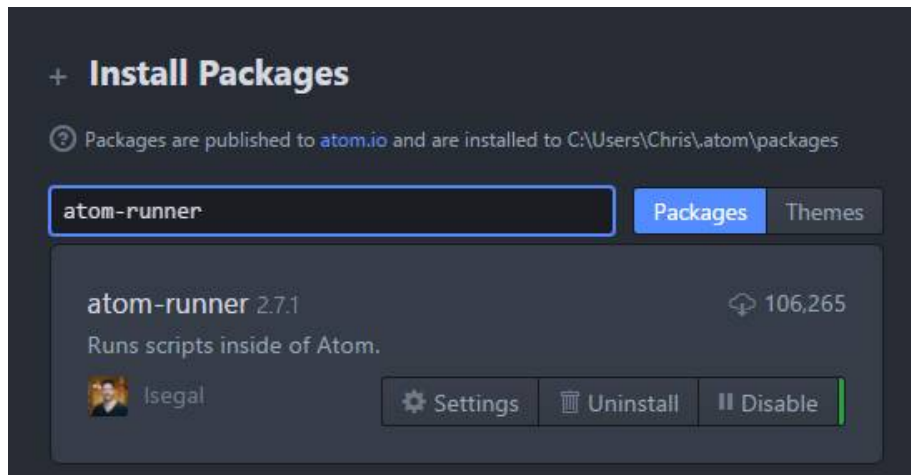 + Install Packages
Packages are published to atom.io and are installed to C:\Users\Chris\.atom\packages
atom-runner
Packages Themes
atom-runner 2.7.1 106,265
Runs scripts inside of Atom.
lsegal
Settings Uninstall Disable